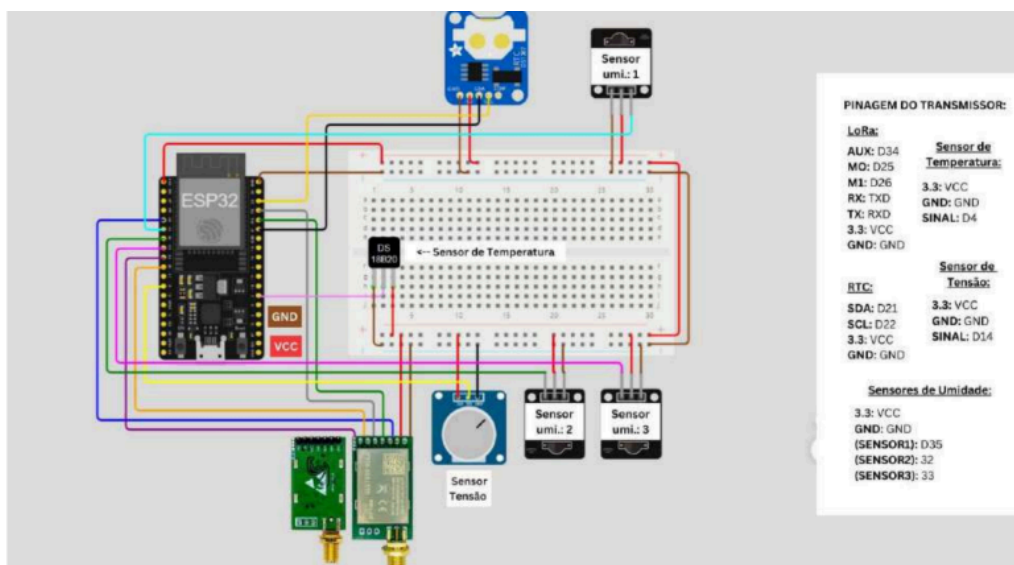 RTC
Sensor
umi.: 1
ESP32
DS
18B20
<-- Sensor de Temperatura
GND
VCC
Sensor
umi.: 2
Sensor
umi.: 3
Sensor
Tensão
PINAGEM DO TRANSMISSOR:
LoRa:
AUX: D34
MO: D25
M1: D26
RX: TXD
TX: RXD
3.3: VCC
GND: GND
Sensor de
Temperatura:
3.3: VCC
GND: GND
SINAL: D4
RTC:
SDA: D21
SCL: D22
3.3: VCC
GND: GND
Sensor de
Tensão:
3.3: VCC
GND: GND
SINAL: D14
Sensores de Umidade:
3.3: VCC
GND: GND
(SENSOR1): D35
(SENSOR2): 32
(SENSOR3): 33